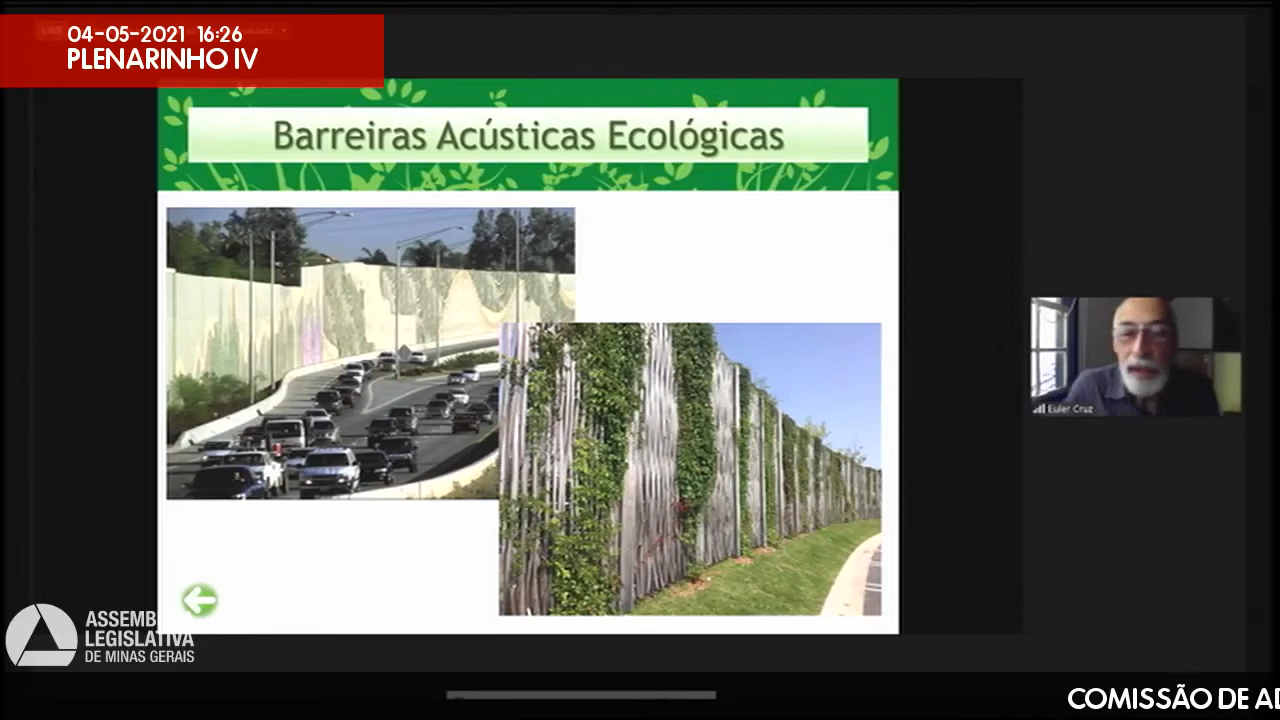 04-05-2021 16:26
PLENARINHO IV
Barreiras Acústicas Ecológicas
Euler Cruz
ASSEMB
LEGISLATIVA
DE MINAS GERAIS
COMISSÃO DE